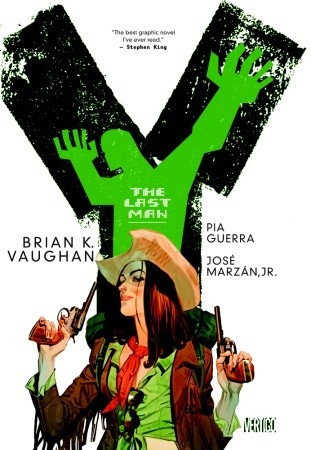 "The best graphic novel
I've ever read."
— Stephen King
Y
THE
LAST
MAN
BRIAN K.
VAUGHAN
PIA
GUERRA
JOSÉ
MARZÁN, JR.
VERTIGO